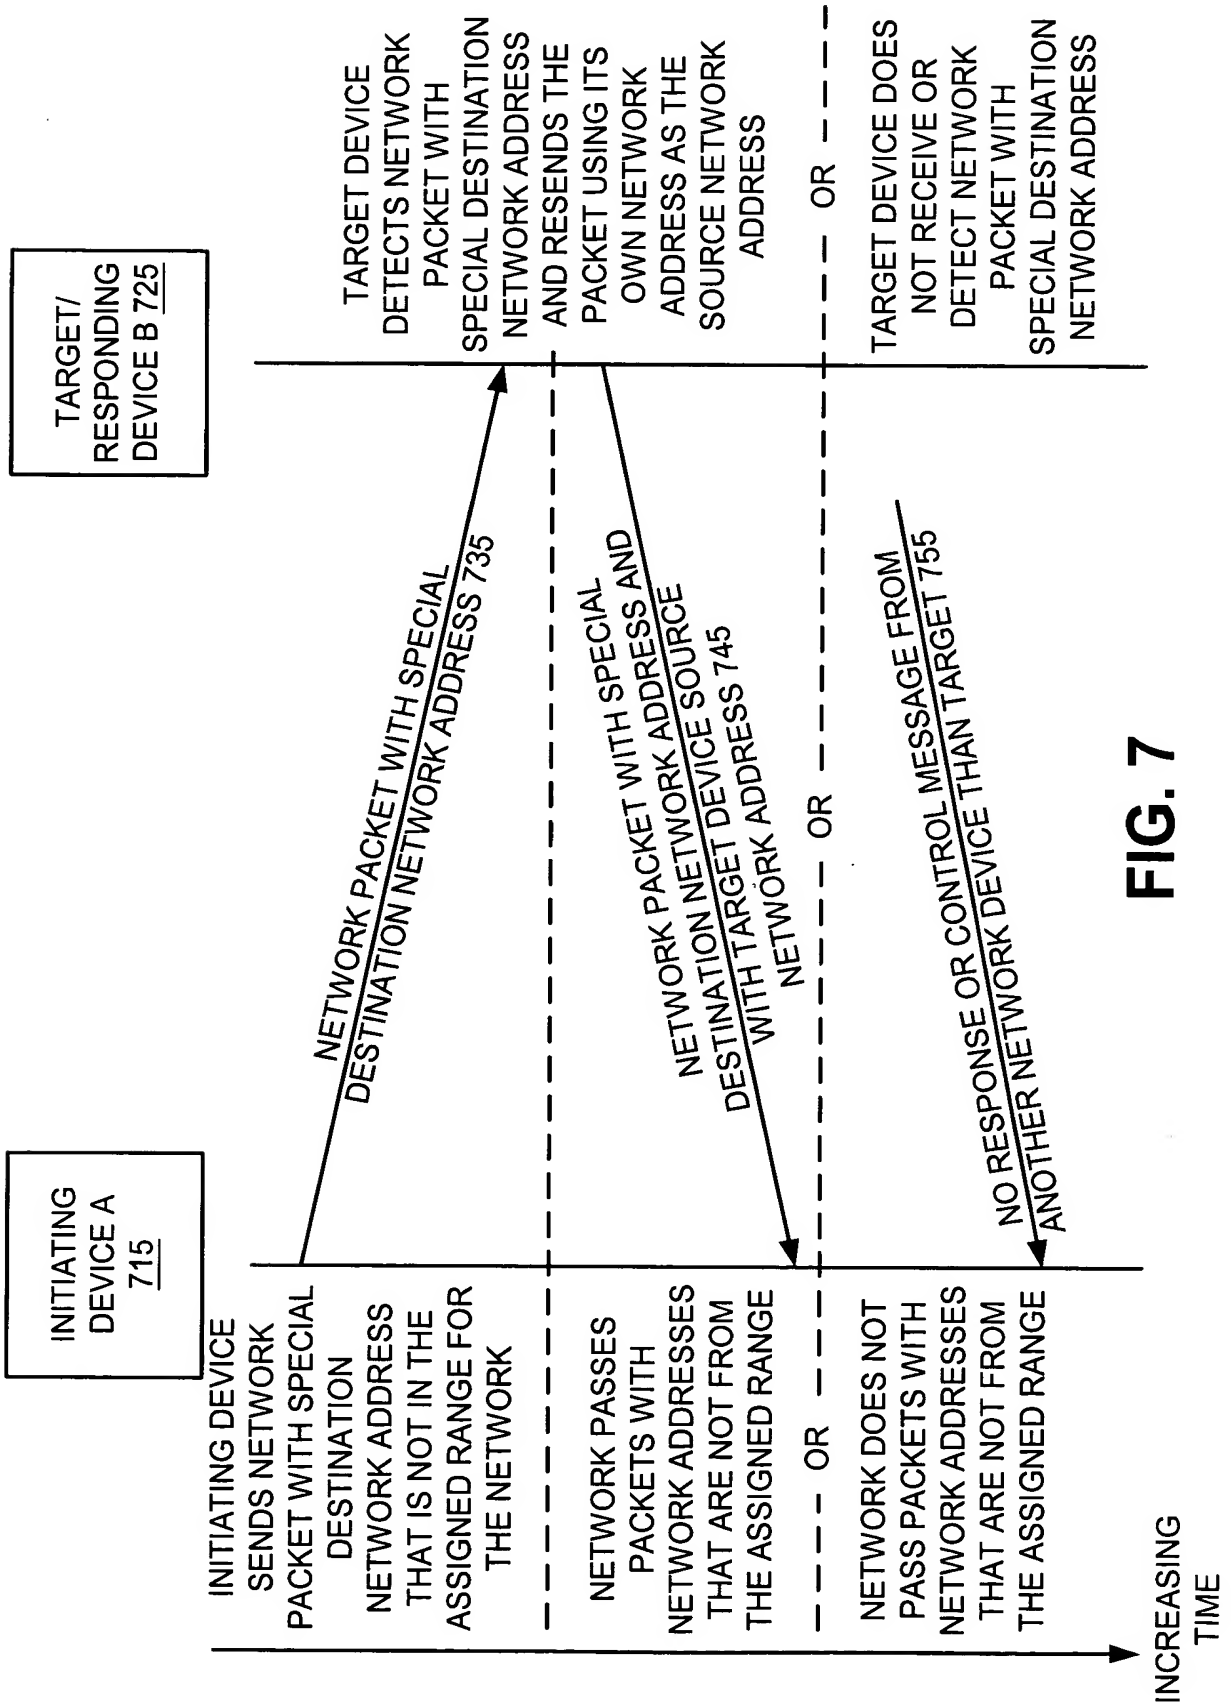 INITIATING
DEVICE A
715
TARGET/
RESPONDING
DEVICE B 725
INITIATING DEVICE
SENDS NETWORK
PACKET WITH SPECIAL
DESTINATION
NETWORK ADDRESS
THAT IS NOT IN THE
ASSIGNED RANGE FOR
THE NETWORK
NETWORK PACKET WITH SPECIAL
DESTINATION NETWORK ADDRESS 735
TARGET DEVICE
DETECTS NETWORK
PACKET WITH
SPECIAL DESTINATION
NETWORK ADDRESS
AND RESENDS THE
PACKET USING ITS
OWN NETWORK
ADDRESS AS THE
SOURCE NETWORK
ADDRESS
NETWORK PASSES
PACKETS WITH
NETWORK ADDRESSES
THAT ARE NOT FROM
THE ASSIGNED RANGE
NETWORK PACKET WITH SPECIAL
DESTINATION NETWORK ADDRESS AND
WITH TARGET DEVICE SOURCE
NETWORK ADDRESS 745
OR
OR
OR
NETWORK DOES NOT
PASS PACKETS WITH
NETWORK ADDRESSES
THAT ARE NOT FROM
THE ASSIGNED RANGE
NO RESPONSE OR CONTROL MESSAGE FROM
ANOTHER NETWORK DEVICE THAN TARGET 755
TARGET DEVICE DOES
NOT RECEIVE OR
DETECT NETWORK
PACKET WITH
SPECIAL DESTINATION
NETWORK ADDRESS
INCREASING
TIME
FIG. 7